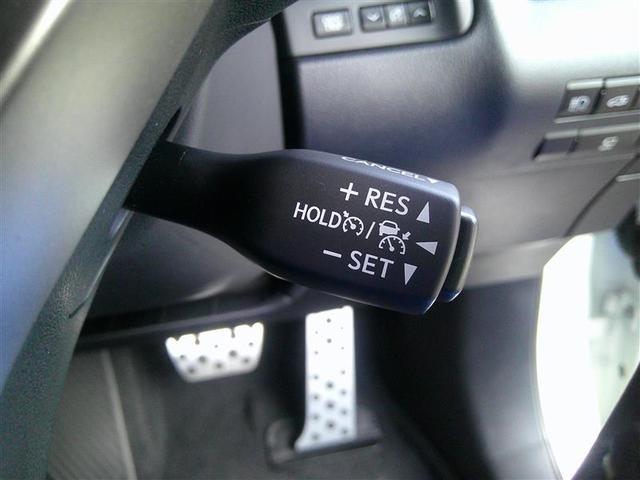 CANCEL
+ RES ▲
HOLD / ◀
− SET ▼